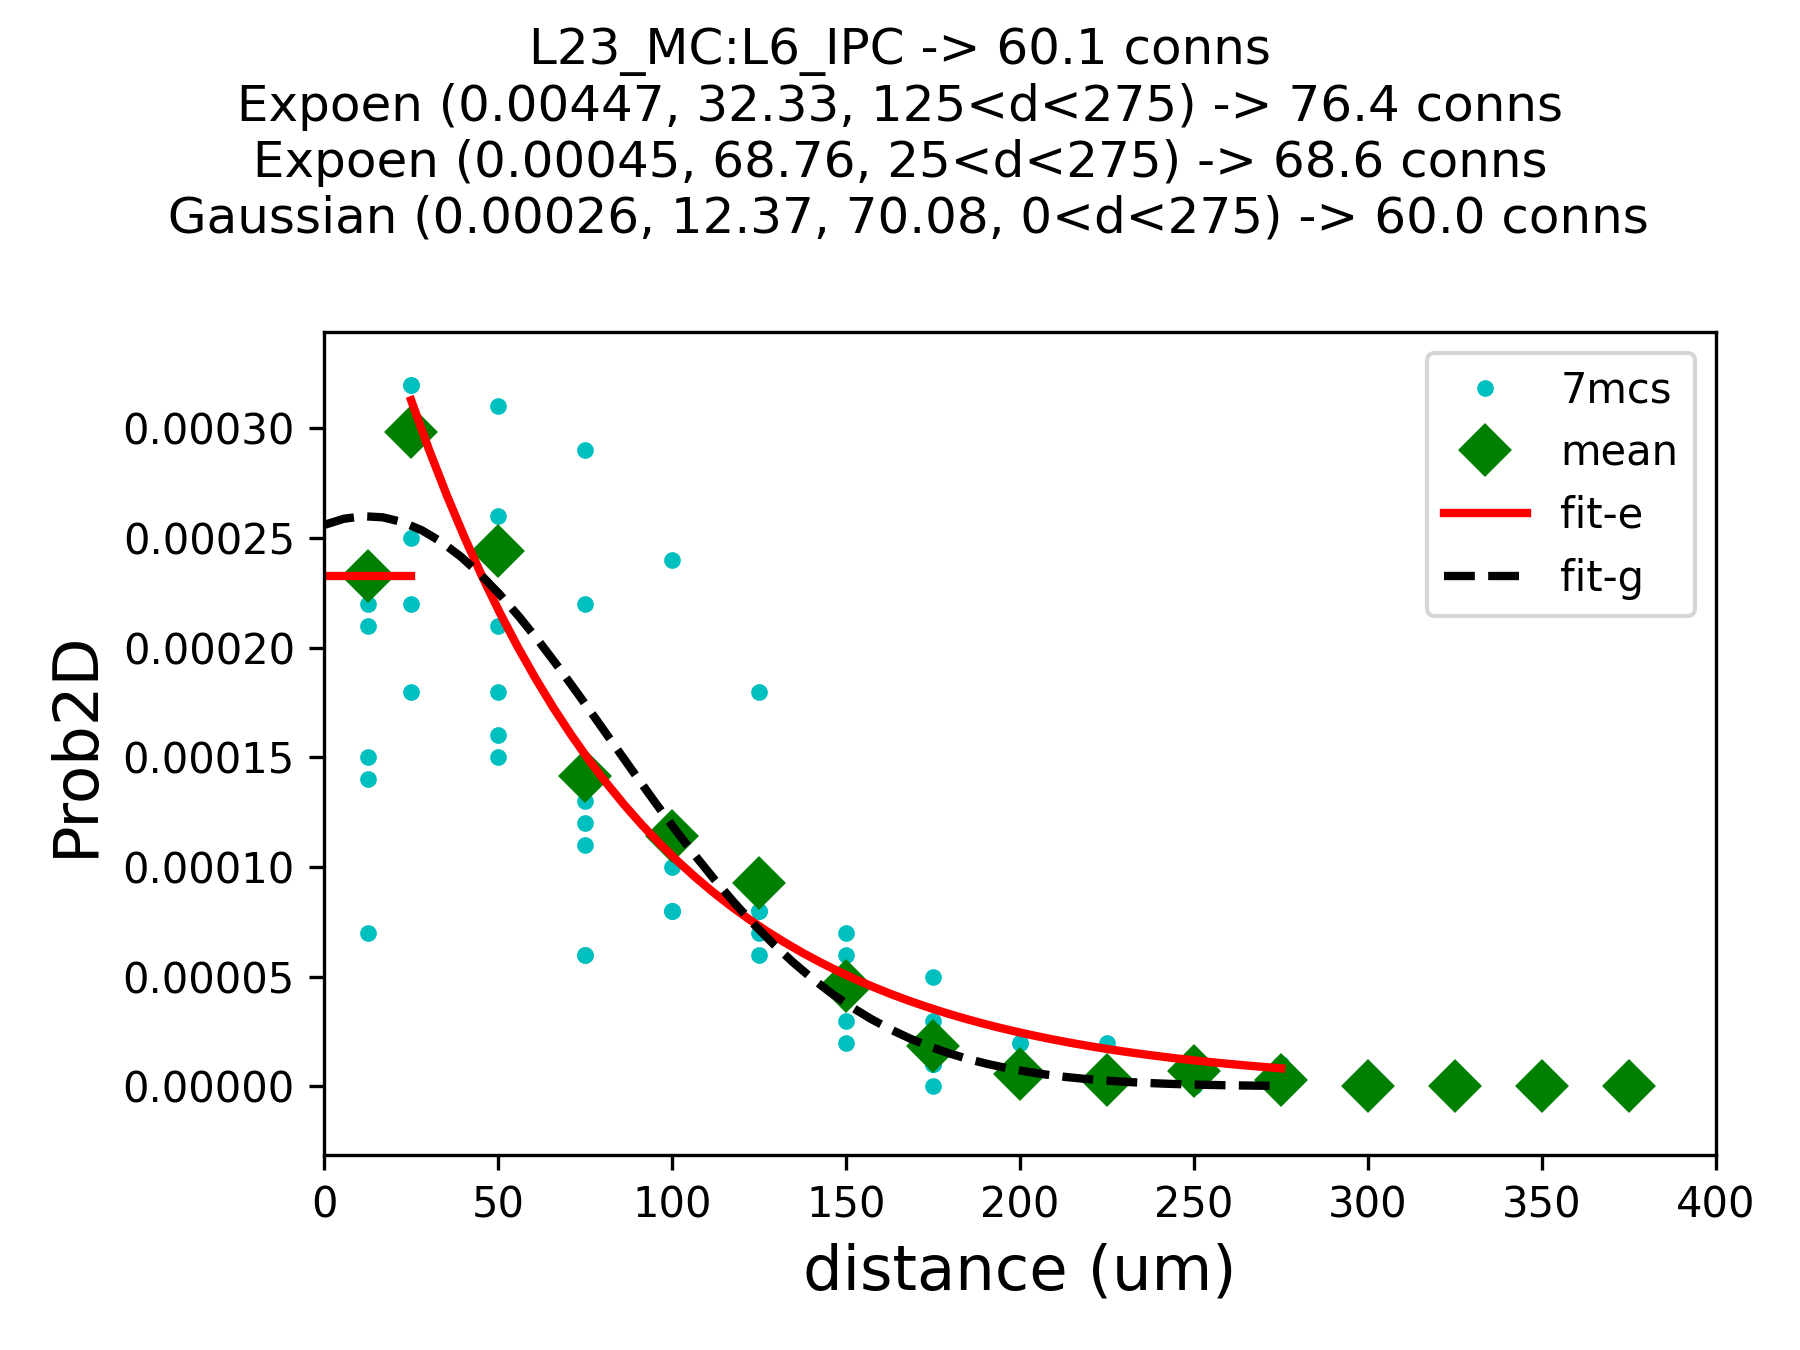 L23_MC:L6_IPC -> 60.1 conns
Expoen (0.00447, 32.33, 125<d<275) -> 76.4 conns
Expoen (0.00045, 68.76, 25<d<275) -> 68.6 conns
Gaussian (0.00026, 12.37, 70.08, 0<d<275) -> 60.0 conns
7mcs
mean
fit-e
fit-g
Prob2D
0.00030
0.00025
0.00020
0.00015
0.00010
0.00005
0.00000
0 50 100 150 200 250 300 350 400
distance (um)